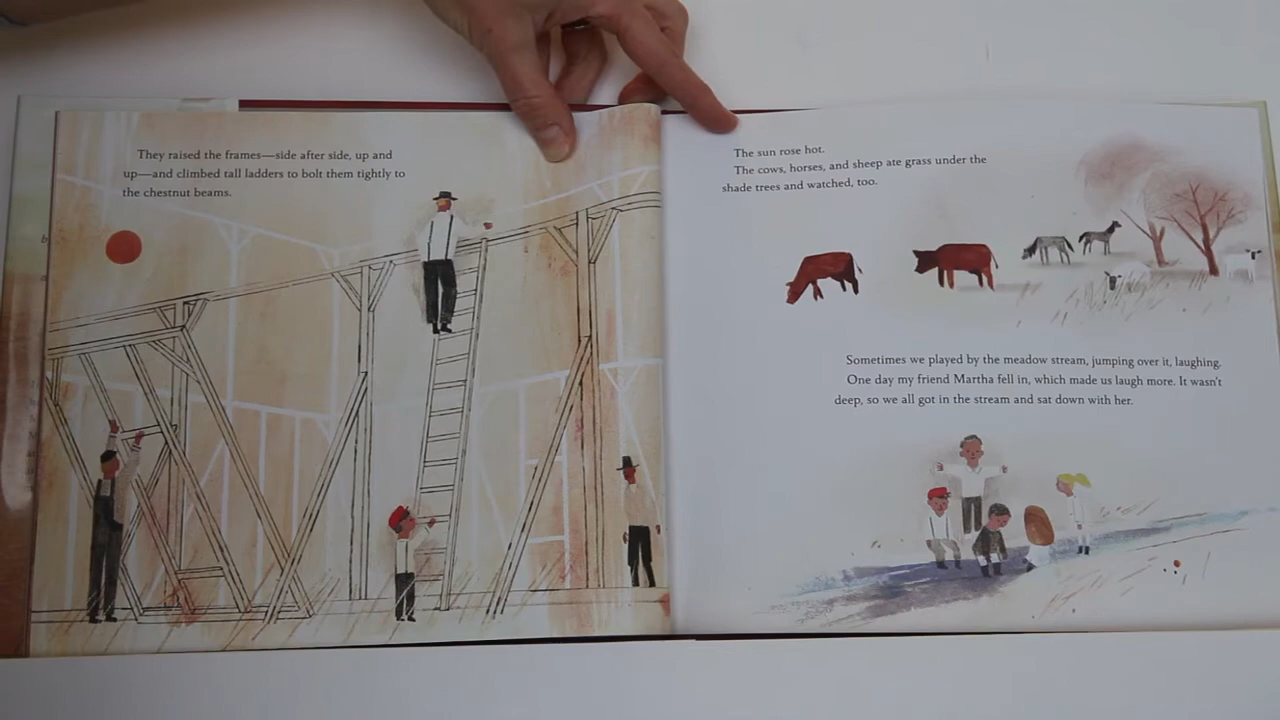 They raised the frames—side after side, up and
up—and climbed tall ladders to bolt them tightly to
the chestnut beams.
The sun rose hot.
The cows, horses, and sheep ate grass under the
shade trees and watched, too.
Sometimes we played by the meadow stream, jumping over it, laughing.
One day my friend Martha fell in, which made us laugh more. It wasn't
deep, so we all got in the stream and sat down with her.